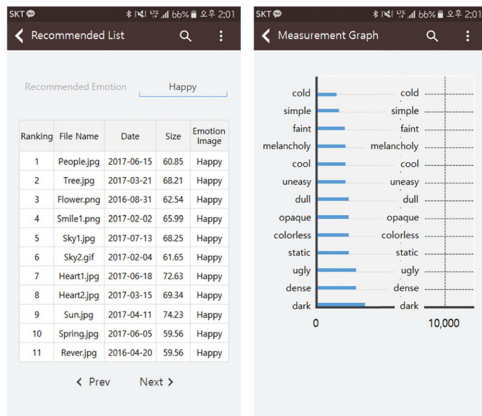 SKT 66% 오후 2:01
Recommended List
Recommended Emotion Happy
Ranking File Name Date Size Emotion Image
1 People.jpg 2017-06-15 60.85 Happy
2 Tree.jpg 2017-03-21 68.21 Happy
3 Flower.png 2016-08-31 62.54 Happy
4 Smile1.png 2017-02-02 65.99 Happy
5 Sky1.jpg 2017-07-13 68.25 Happy
6 Sky2.gif 2017-02-04 61.65 Happy
7 Heart1.jpg 2017-06-18 72.63 Happy
8 Heart2.jpg 2017-03-15 69.34 Happy
9 Sun.jpg 2017-04-11 74.23 Happy
10 Spring.jpg 2017-06-05 59.56 Happy
11 Rever.jpg 2016-04-20 59.56 Happy
Prev Next
SKT 66% 오후 2:01
Measurement Graph
cold cold
simple simple
faint faint
melancholy melancholy
cool cool
uneasy uneasy
dull dull
opaque opaque
colorless colorless
static static
ugly ugly
dense dense
dark dark
0 10,000